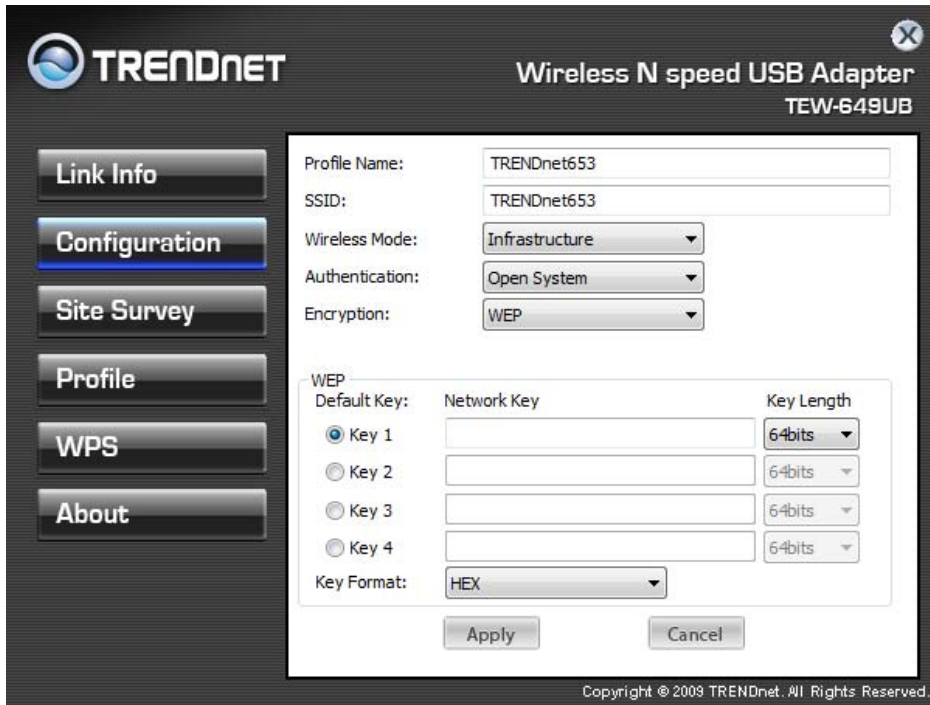 TRENDNET
Wireless N speed USB Adapter
TEW-649UB
Link Info
Configuration
Site Survey
Profile
WPS
About
Profile Name: TRENDnet653
SSID: TRENDnet653
Wireless Mode: Infrastructure
Authentication: Open System
Encryption: WEP
WEP
Default Key: Network Key Key Length
Key 1 64bits
Key 2 64bits
Key 3 64bits
Key 4 64bits
Key Format: HEX
Apply Cancel
Copyright © 2009 TRENDnet. All Rights Reserved.